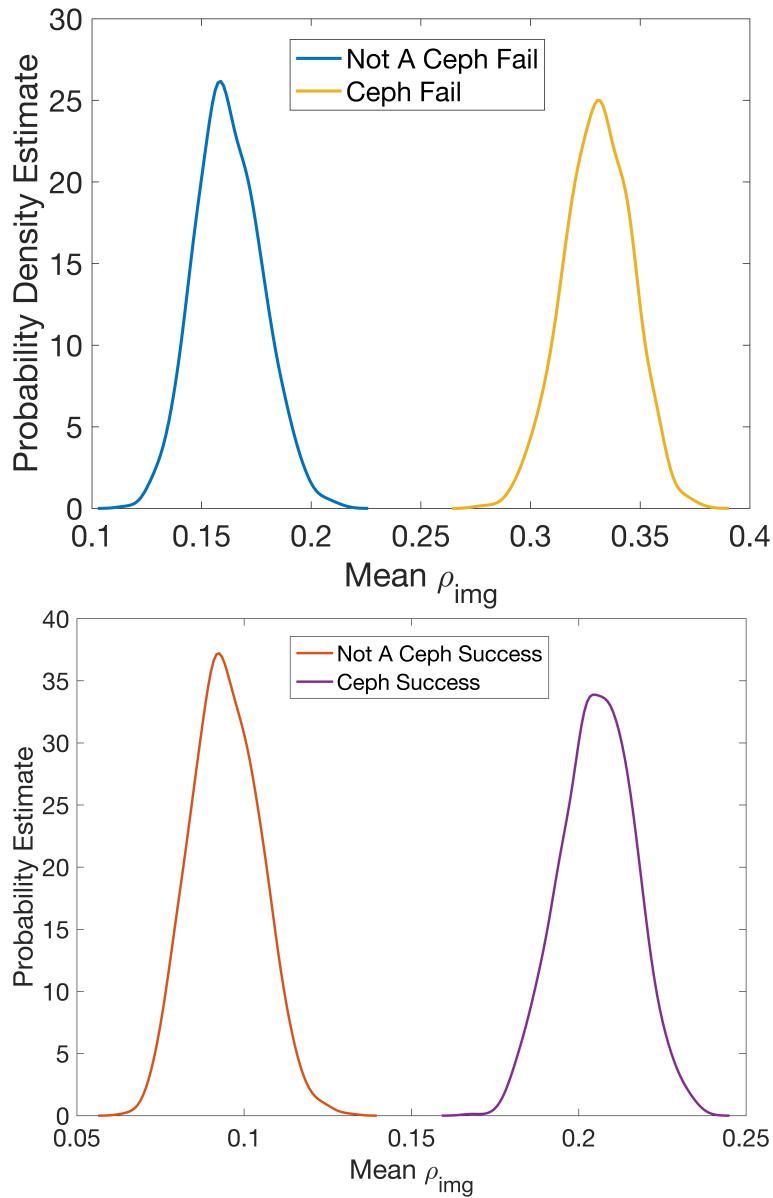 Probability Density Estimate
30
25
20
15
10
5
0
Not A Ceph Fail
Ceph Fail
0.1 0.15 0.2 0.25 0.3 0.35 0.4
Mean ρimg
Probability Estimate
40
35
30
25
20
15
10
5
0
Not A Ceph Success
Ceph Success
0.05 0.1 0.15 0.2 0.25
Mean ρimg